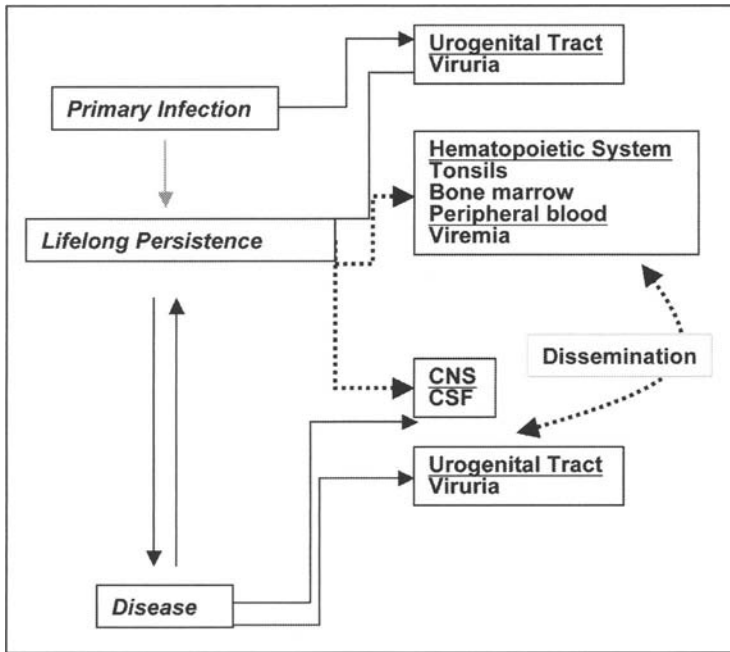 Urogenital Tract
Viruria
Primary Infection
Hematopoietic System
Tonsils
Bone marrow
Peripheral blood
Viremia
Lifelong Persistence
Dissemination
CNS
CSF
Urogenital Tract
Viruria
Disease